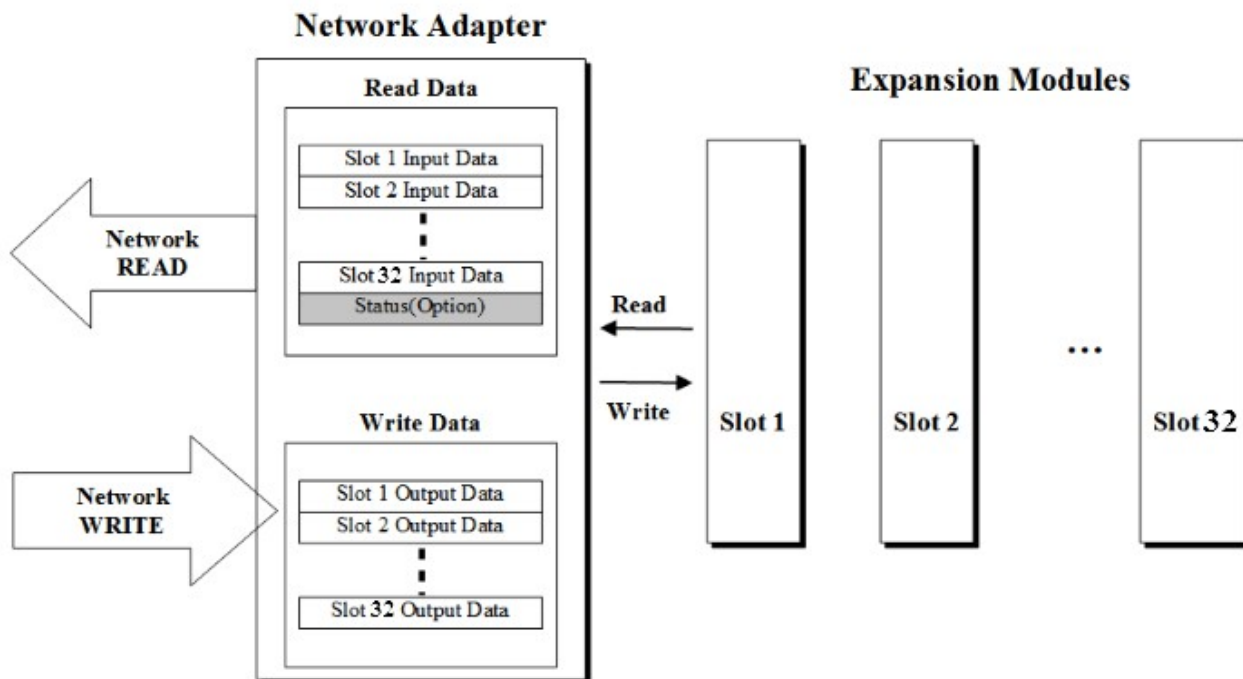 Network Adapter
Read Data
Slot 1 Input Data
Slot 2 Input Data
Slot 32 Input Data
Status(Option)
Network
READ
Write Data
Slot 1 Output Data
Slot 2 Output Data
Slot 32 Output Data
Network
WRITE
Read
Write
Expansion Modules
Slot 1
Slot 2
...
Slot 32